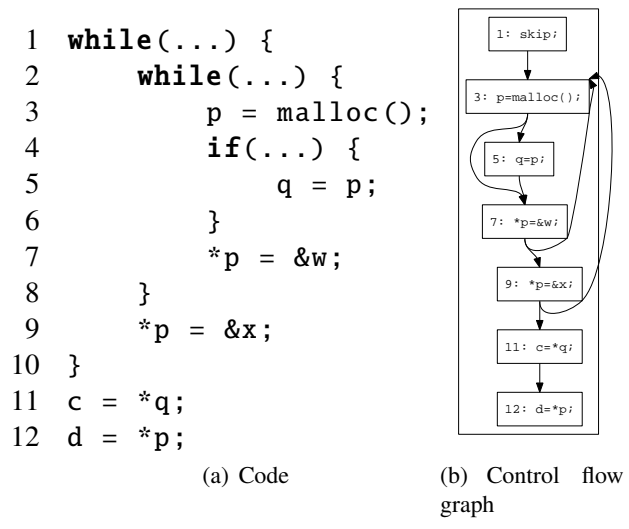 1 while(...) {
2 while(...) {
3 p = malloc();
4 if(...) {
5 q = p;
6 }
7 *p = &w;
8 }
9 *p = &x;
10 }
11 c = *q;
12 d = *p;
(a) Code
1: skip;
3: p=malloc();
5: q=p;
7: *p=&w;
9: *p=&x;
11: c=*q;
12: d=*p;
(b) Control flow
graph